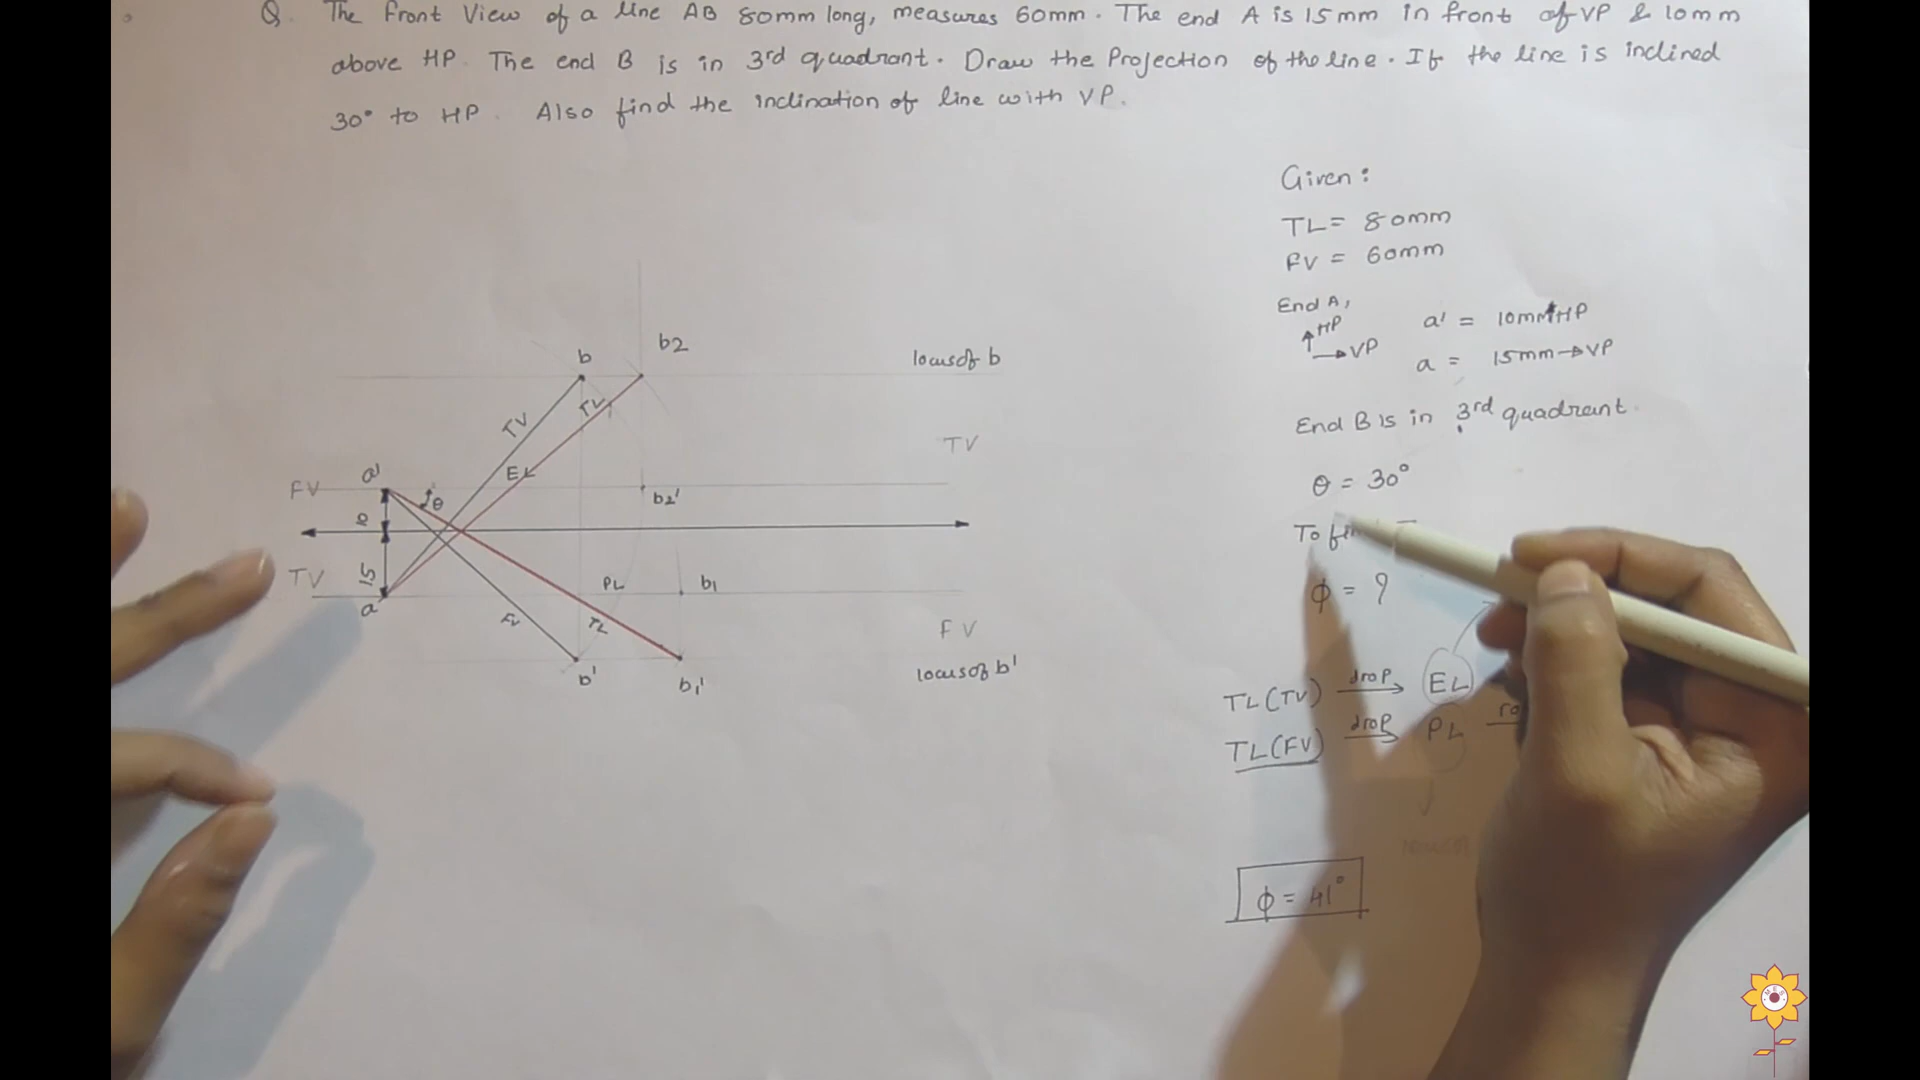 Q. The Front View of a line AB 80mm long, measures 60mm. The end A is 15mm in front of VP & 10mm
above HP. The end B is in 3rd quadrant. Draw the Projection of the line. If the line is inclined
30° to HP. Also find the inclination of line with VP.
Given:
TL = 80mm
FV = 60mm
End A,
↑HP
→VP
a' = 10mm↑HP
a = 15mm→VP
End B is in 3rd quadrant.
θ = 30°
To
ϕ = ?
TL(TV) drop→ EL
TL(FV) drop→ PL
ϕ = 41°
b
b2
locus of b
TV
TL
TV
a'
EL
FV
θ
b2'
10
TV
15
PL
b1
a
FV
TL
FV
b'
b1'
locus of b'